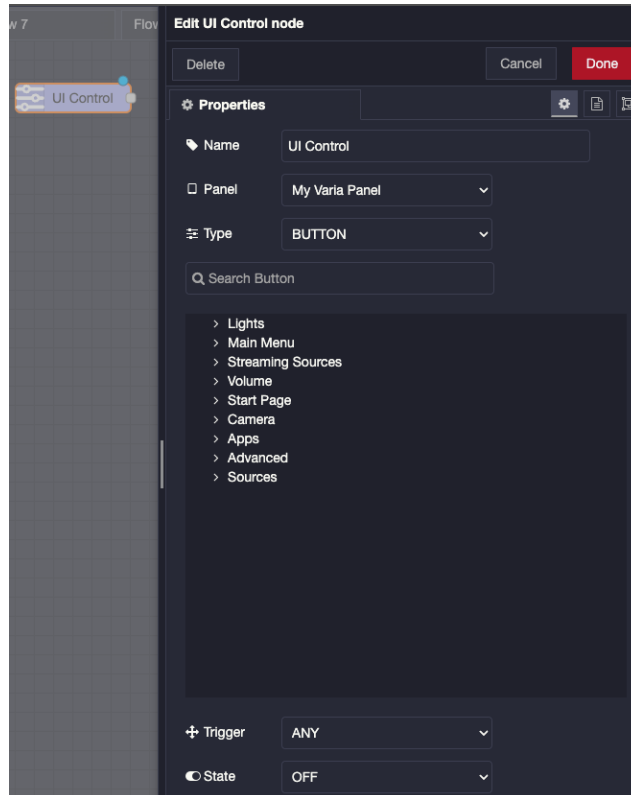 w 7
Flow
Edit UI Control node
Delete
Cancel
Done
Properties
UI Control
Name
UI Control
Panel
My Varia Panel
Type
BUTTON
Search Button
Lights
Main Menu
Streaming Sources
Volume
Start Page
Camera
Apps
Advanced
Sources
Trigger
ANY
State
OFF